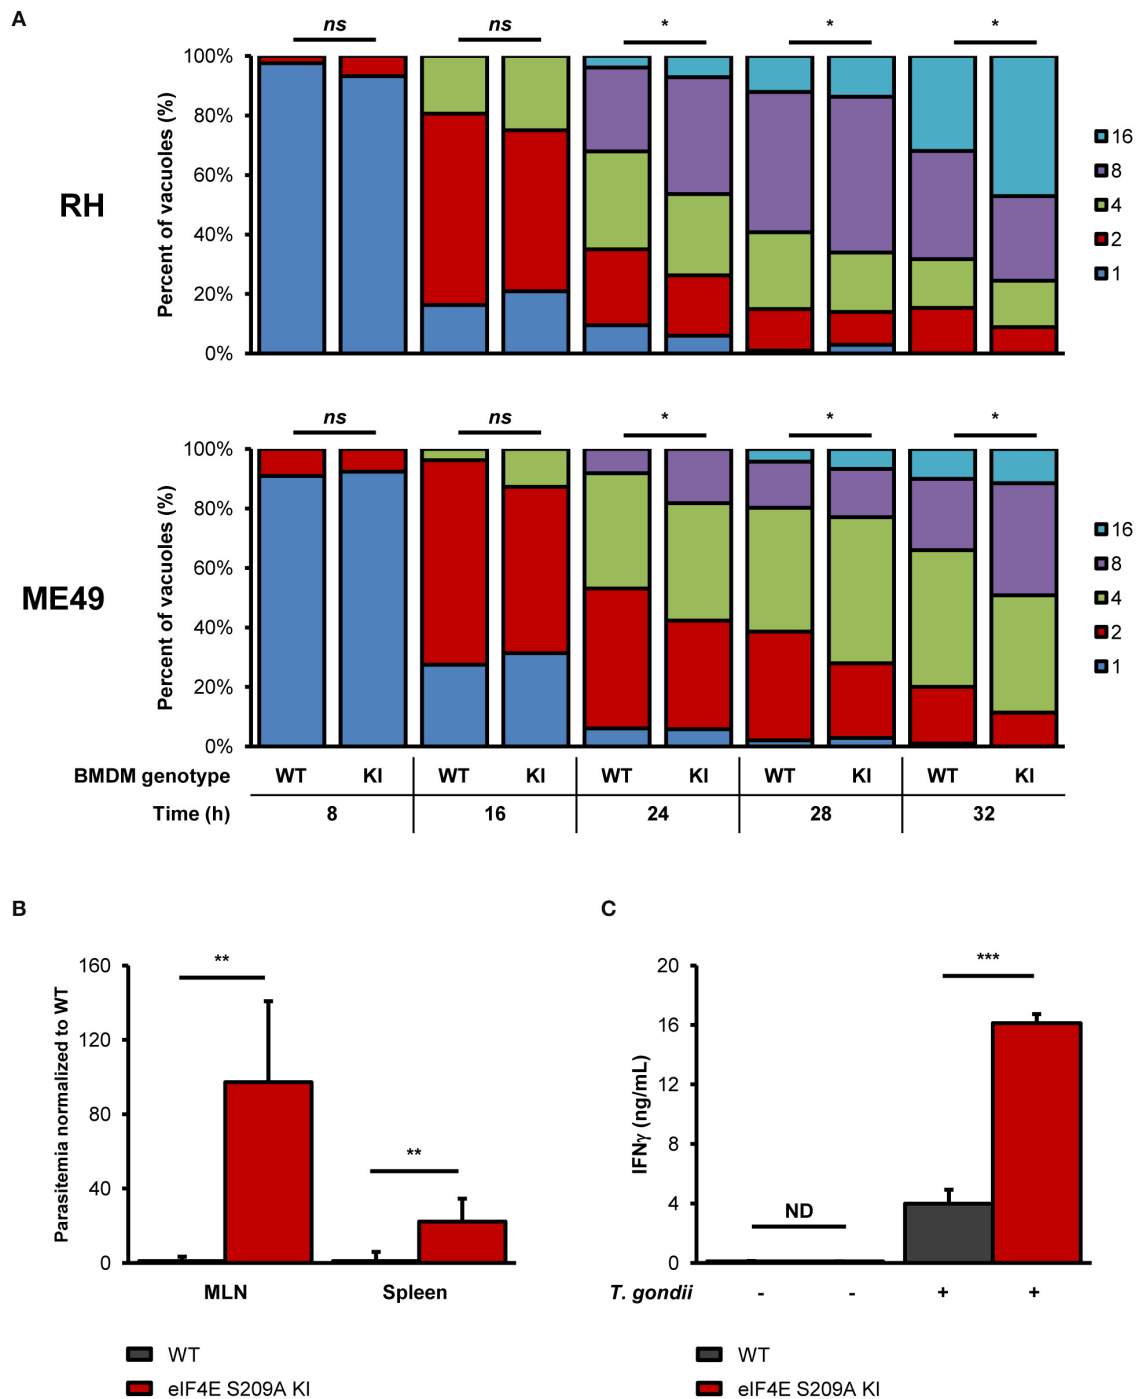 A
ns ns * * *
100%
80%
60%
40%
20%
0%
Percent of vacuoles (%)
RH
16
8
4
2
1
ns ns * * *
100%
80%
60%
40%
20%
0%
Percent of vacuoles (%)
ME49
16
8
4
2
1
BMDM genotype WT KI WT KI WT KI WT KI WT KI
Time (h) 8 16 24 28 32
B
160
120
80
40
0
Parasitemia normalized to WT
**
**
MLN Spleen
WT
eIF4E S209A KI
C
20
16
12
8
4
0
IFNγ (ng/mL)
***
ND
T. gondii - - + +
WT
eIF4E S209A KI